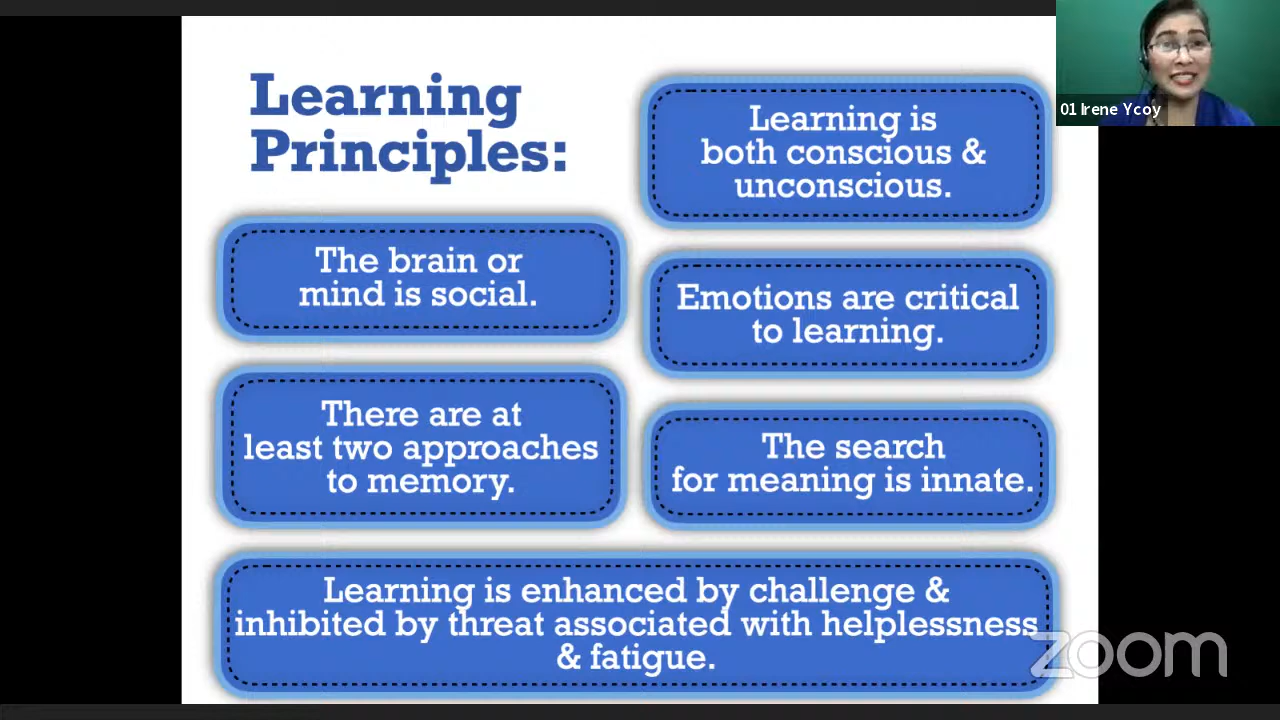 Learning
Principles:
Learning is
both conscious &
unconscious.
The brain or
mind is social.
Emotions are critical
to learning.
There are at
least two approaches
to memory.
The search
for meaning is innate.
Learning is enhanced by challenge &
inhibited by threat associated with helplessness
& fatigue.
01 Irene Ycoy
zoom